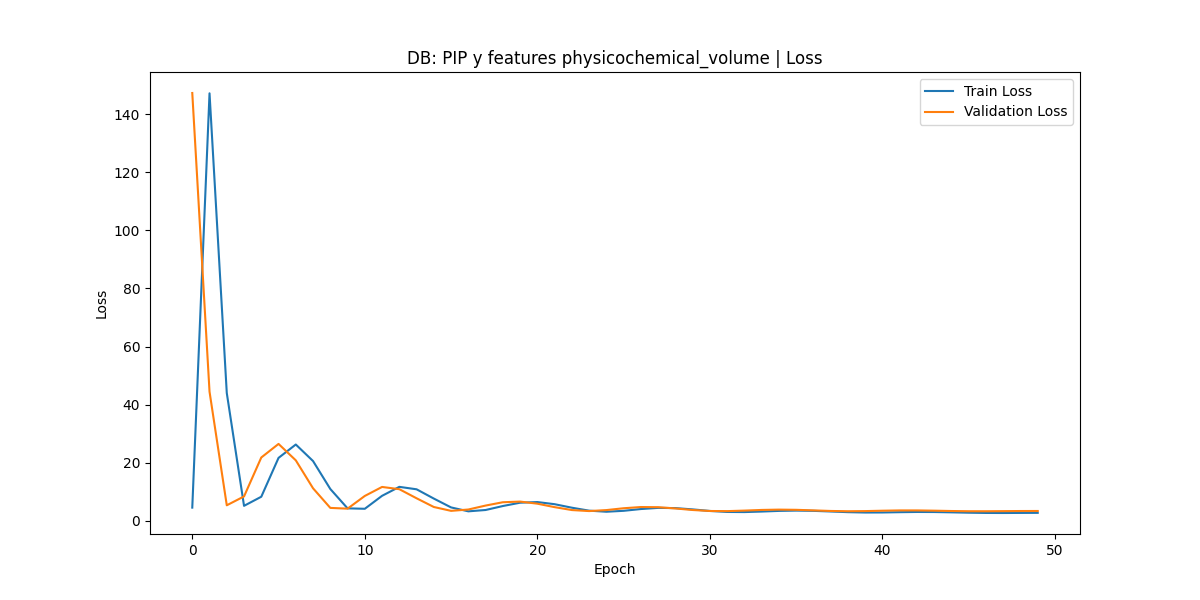 DB: PIP y features physicochemical_volume | Loss
Train Loss
Validation Loss
140
120
100
80
60
40
20
0
Loss
0 10 20 30 40 50
Epoch